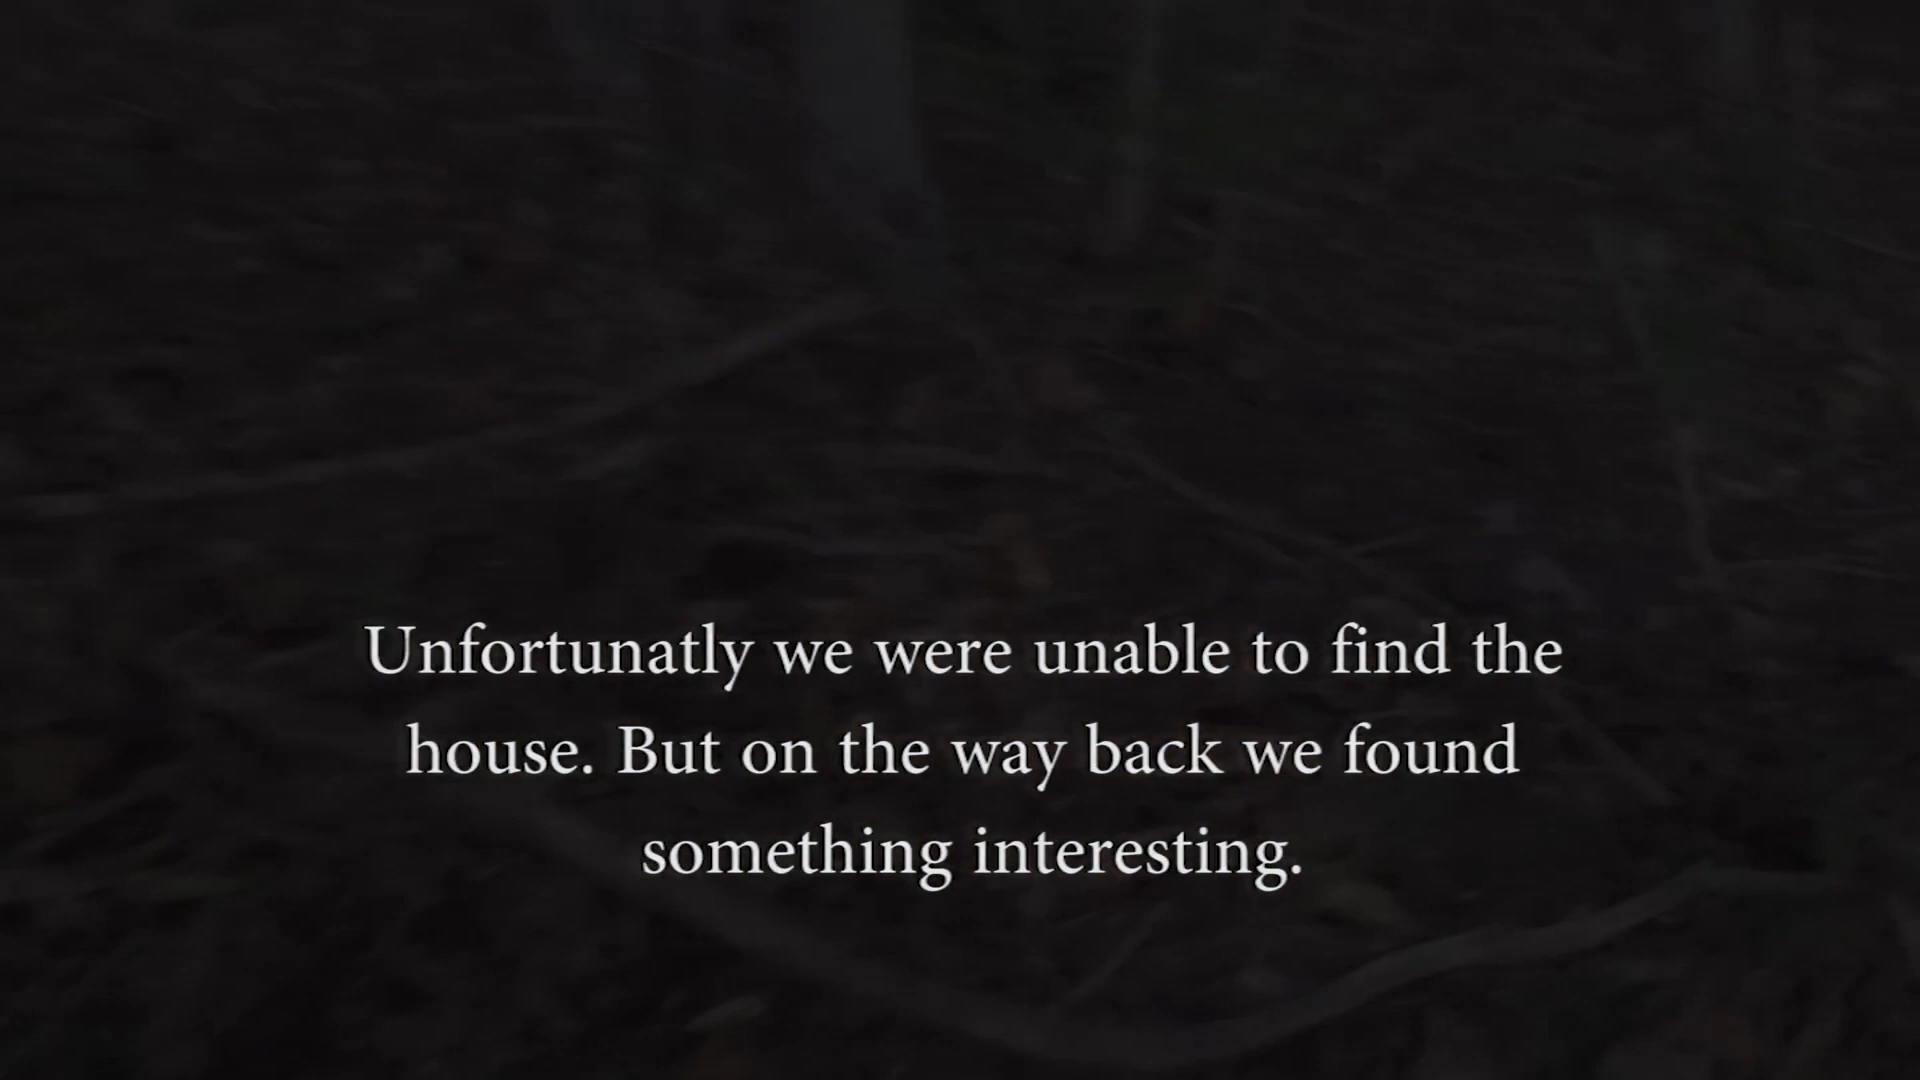 Unfortunatly we were unable to find the
house. But on the way back we found
something interesting.